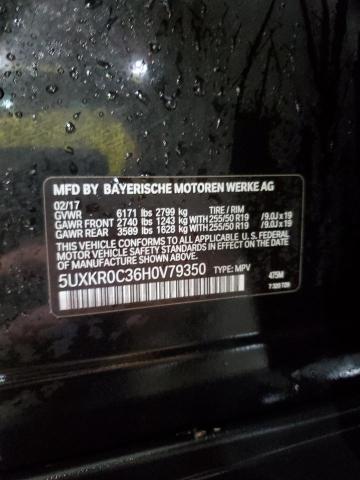 MFD BY BAYERISCHE MOTOREN WERKE AG
02/17
GVWR 6171 lbs 2799 kg TIRE / RIM
GAWR FRONT 2740 lbs 1243 kg WITH 255/50 R19 /9.0J x 19
GAWR REAR 3589 lbs 1628 kg WITH 255/50 R19 /9.0J x 19
THIS VEHICLE CONFORMS TO ALL APPLICABLE U.S. FEDERAL
MOTOR VEHICLE SAFETY STANDARDS IN EFFECT ON THE DATE
OF MANUFACTURE SHOWN ABOVE.
5UXKR0C36H0V79350 TYPE: MPV
475M